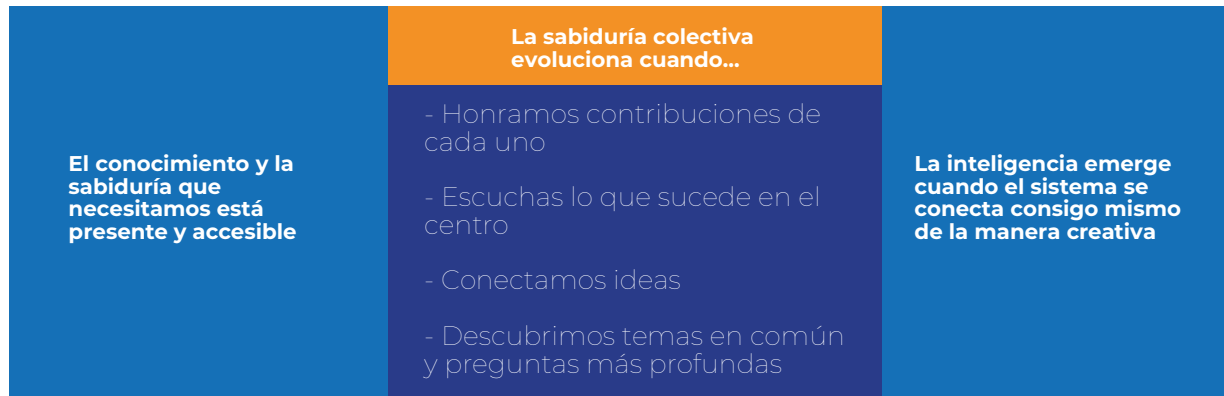 El conocimiento y la
sabiduría que
necesitamos está
presente y accesible
La sabiduría colectiva
evoluciona cuando...
- Honramos contribuciones de
cada uno
- Escuchas lo que sucede en el
centro
- Conectamos ideas
- Descubrimos temas en común
y preguntas más profundas
La inteligencia emerge
cuando el sistema se
conecta consigo mismo
de la manera creativa